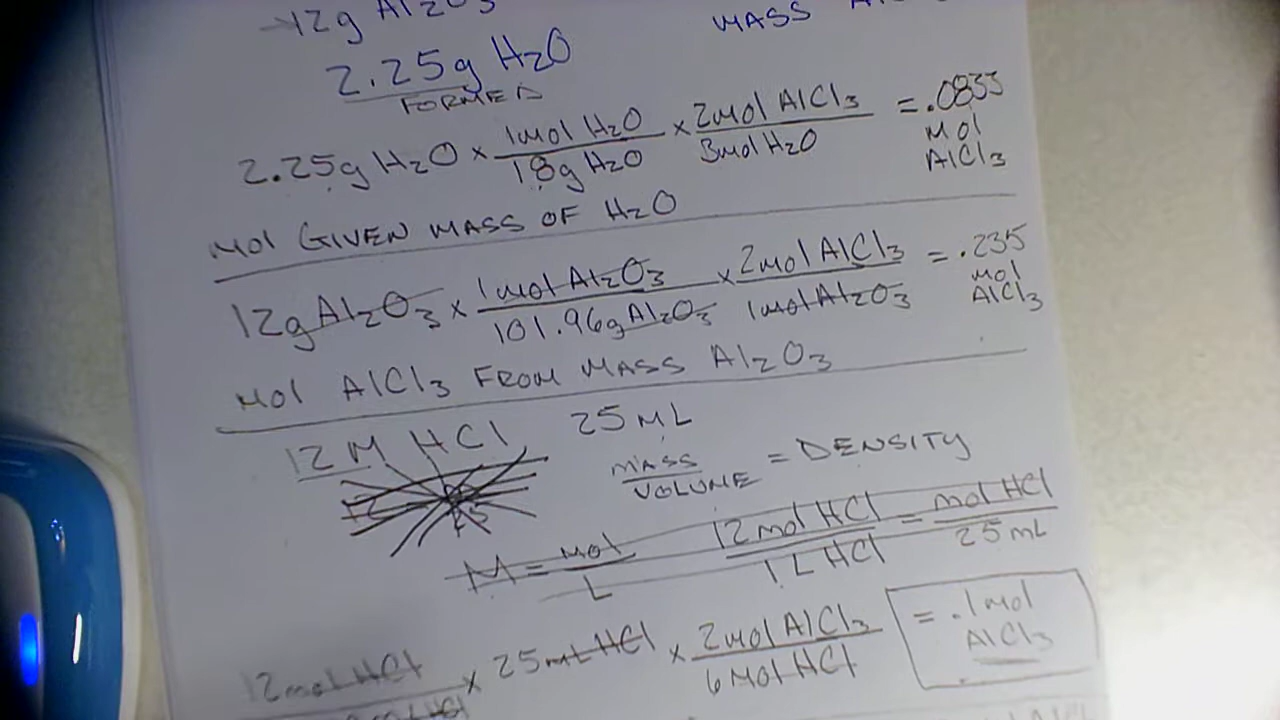 12g Al2O3
MASS
2.25g H2O
FORMED
2.25g H2O × 1mol H2O / 18g H2O × 2mol AlCl3 / 3mol H2O = .0833 mol AlCl3
mol GIVEN MASS OF H2O
12g Al2O3 × 1mol Al2O3 / 101.96g Al2O3 × 2mol AlCl3 / 1mol Al2O3 = .235 mol AlCl3
mol AlCl3 FROM MASS Al2O3
12M HCl 25mL
MASS / VOLUME = DENSITY
M = mol / L 12mol HCl / 1L HCl = mol HCl / 25mL
12mol HCl × 25mL HCl × 2mol AlCl3 / 6mol HCl = .1mol AlCl3